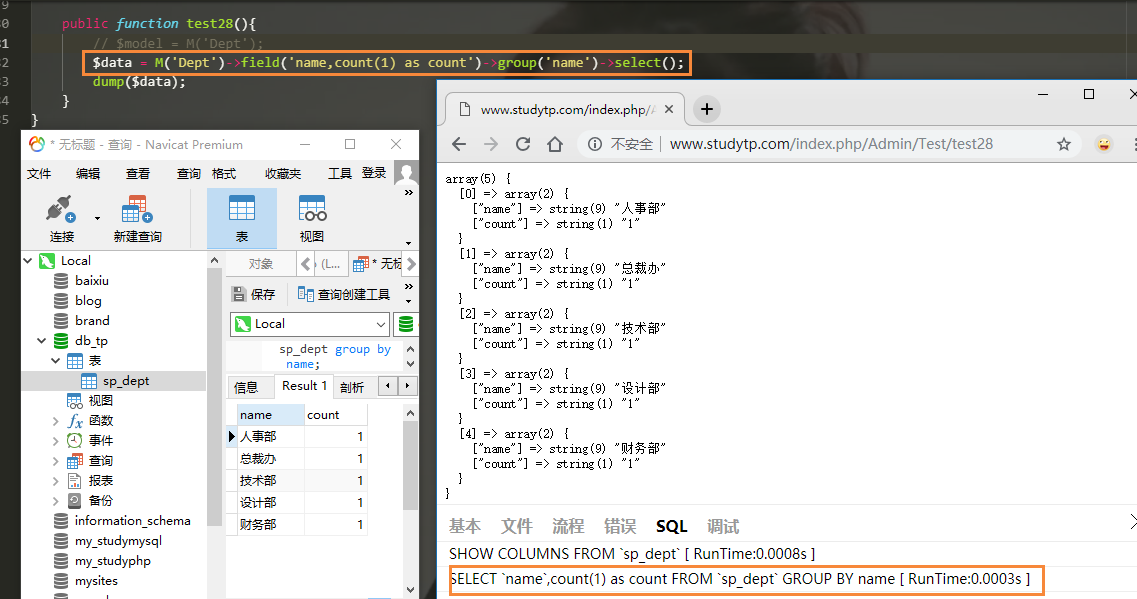 29
30 public function test28(){
31 // $model = M('Dept');
32 $data = M('Dept')->field('name,count(1) as count')->group('name')->select();
33 dump($data);
34 }
35 }
* 无标题 - 查询 - Navicat Premium
文件 编辑 查看 查询 格式 收藏夹 工具 登录
连接 新建查询 表 视图
Local
baixiu
blog
brand
db_tp
表
sp_dept
视图
函数
事件
查询
报表
备份
information_schema
my_studymysql
my_studyphp
mysites
对象 (L... * 无标
保存 查询创建工具
Local
sp_dept group by
name;
信息 Result 1 剖析
name count
人事部 1
总裁办 1
技术部 1
设计部 1
财务部 1
www.studytp.com/index.php/A
不安全 www.studytp.com/index.php/Admin/Test/test28
array(5) {
[0] => array(2) {
["name"] => string(9) "人事部"
["count"] => string(1) "1"
}
[1] => array(2) {
["name"] => string(9) "总裁办"
["count"] => string(1) "1"
}
[2] => array(2) {
["name"] => string(9) "技术部"
["count"] => string(1) "1"
}
[3] => array(2) {
["name"] => string(9) "设计部"
["count"] => string(1) "1"
}
[4] => array(2) {
["name"] => string(9) "财务部"
["count"] => string(1) "1"
}
}
基本 文件 流程 错误 SQL 调试
SHOW COLUMNS FROM `sp_dept` [ RunTime:0.0008s ]
SELECT `name`,count(1) as count FROM `sp_dept` GROUP BY name [ RunTime:0.0003s ]